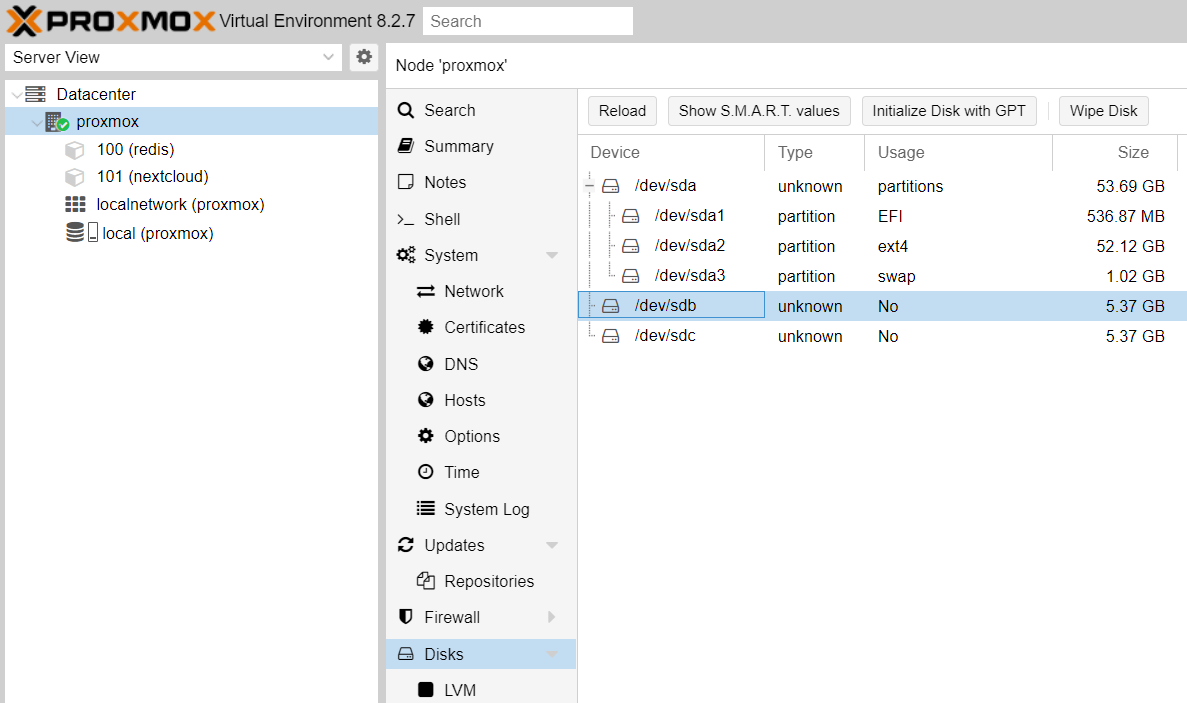 PROXMOX Virtual Environment 8.2.7 Search
Server View
Datacenter
proxmox
100 (redis)
101 (nextcloud)
localnetwork (proxmox)
local (proxmox)
Node 'proxmox'
Search
Summary
Notes
Shell
System
Network
Certificates
DNS
Hosts
Options
Time
System Log
Updates
Repositories
Firewall
Disks
LVM
Reload Show S.M.A.R.T. values Initialize Disk with GPT Wipe Disk
Device Type Usage Size
/dev/sda unknown partitions 53.69 GB
/dev/sda1 partition EFI 536.87 MB
/dev/sda2 partition ext4 52.12 GB
/dev/sda3 partition swap 1.02 GB
/dev/sdb unknown No 5.37 GB
/dev/sdc unknown No 5.37 GB